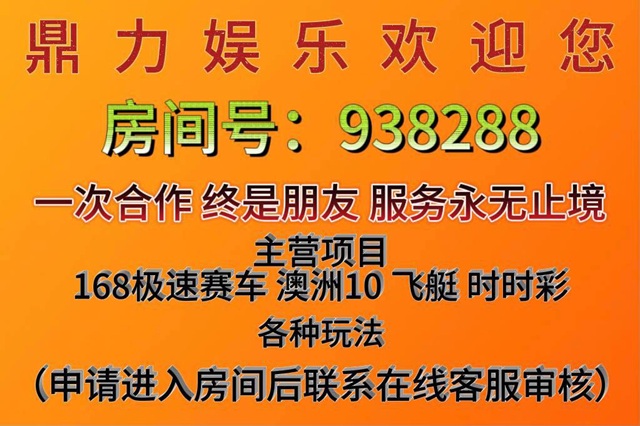 鼎力娱乐欢迎您
房间号：938288
一次合作 终是朋友 服务永无止境
主营项目
168极速赛车 澳洲10 飞艇 时时彩
各种玩法
（申请进入房间后联系在线客服审核）